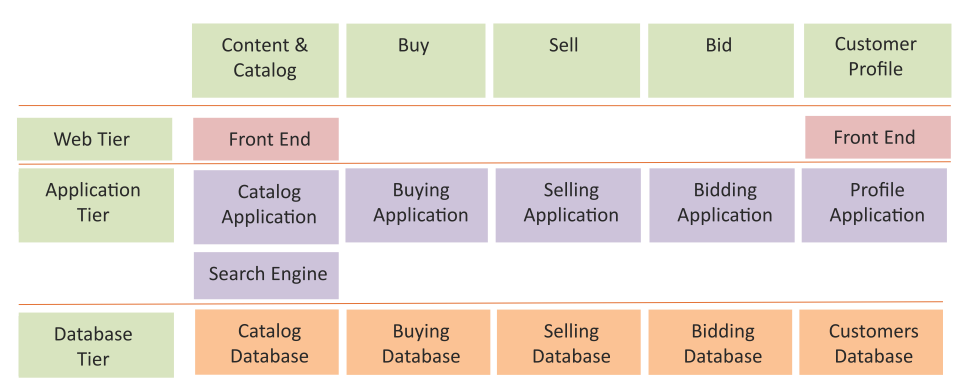 Content &
Catalog
Buy
Sell
Bid
Customer
Profile
Web Tier
Front End
Front End
Application
Tier
Catalog
Application
Buying
Application
Selling
Application
Bidding
Application
Profile
Application
Search Engine
Database
Tier
Catalog
Database
Buying
Database
Selling
Database
Bidding
Database
Customers
Database